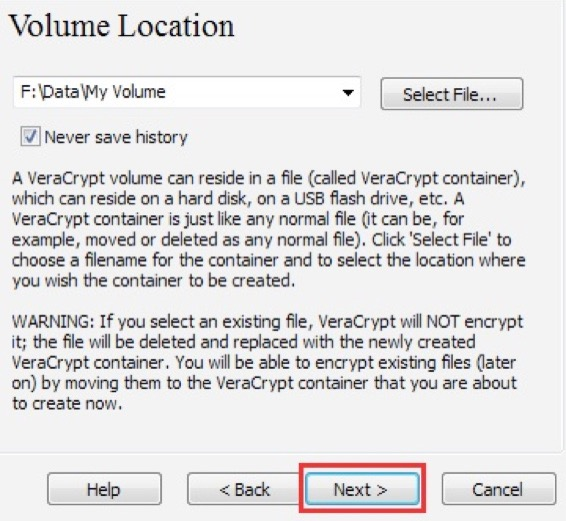 Volume Location
F:\Data\My Volume
Select File...
Never save history
A VeraCrypt volume can reside in a file (called VeraCrypt container),
which can reside on a hard disk, on a USB flash drive, etc. A
VeraCrypt container is just like any normal file (it can be, for
example, moved or deleted as any normal file). Click 'Select File' to
choose a filename for the container and to select the location where
you wish the container to be created.
WARNING: If you select an existing file, VeraCrypt will NOT encrypt
it; the file will be deleted and replaced with the newly created
VeraCrypt container. You will be able to encrypt existing files (later
on) by moving them to the VeraCrypt container that you are about
to create now.
Help
< Back
Next >
Cancel